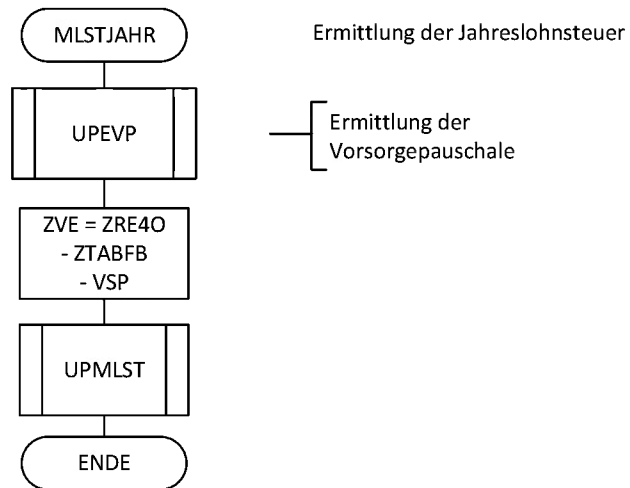 MLSTJAHR
Ermittlung der Jahreslohnsteuer
UPEVP
Ermittlung der
Vorsorgepauschale
ZVE = ZRE4O
- ZTABFB
- VSP
UPMLST
ENDE